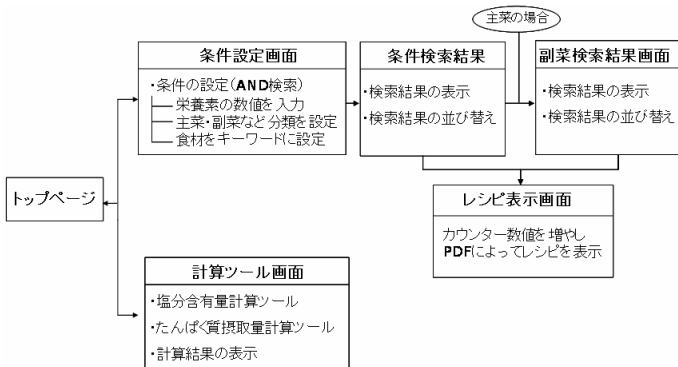 主菜の場合
条件設定画面
・条件の設定(AND検索)
栄養素の数値を入力
主菜・副菜など分類を設定
食材をキーワードに設定
条件検索結果
・検索結果の表示
・検索結果の並び替え
副菜検索結果画面
・検索結果の表示
・検索結果の並び替え
トップページ
レシピ表示画面
カウンター数値を増やし
PDFによってレシピを表示
計算ツール画面
・塩分含有量計算ツール
・たんぱく質摂取量計算ツール
・計算結果の表示